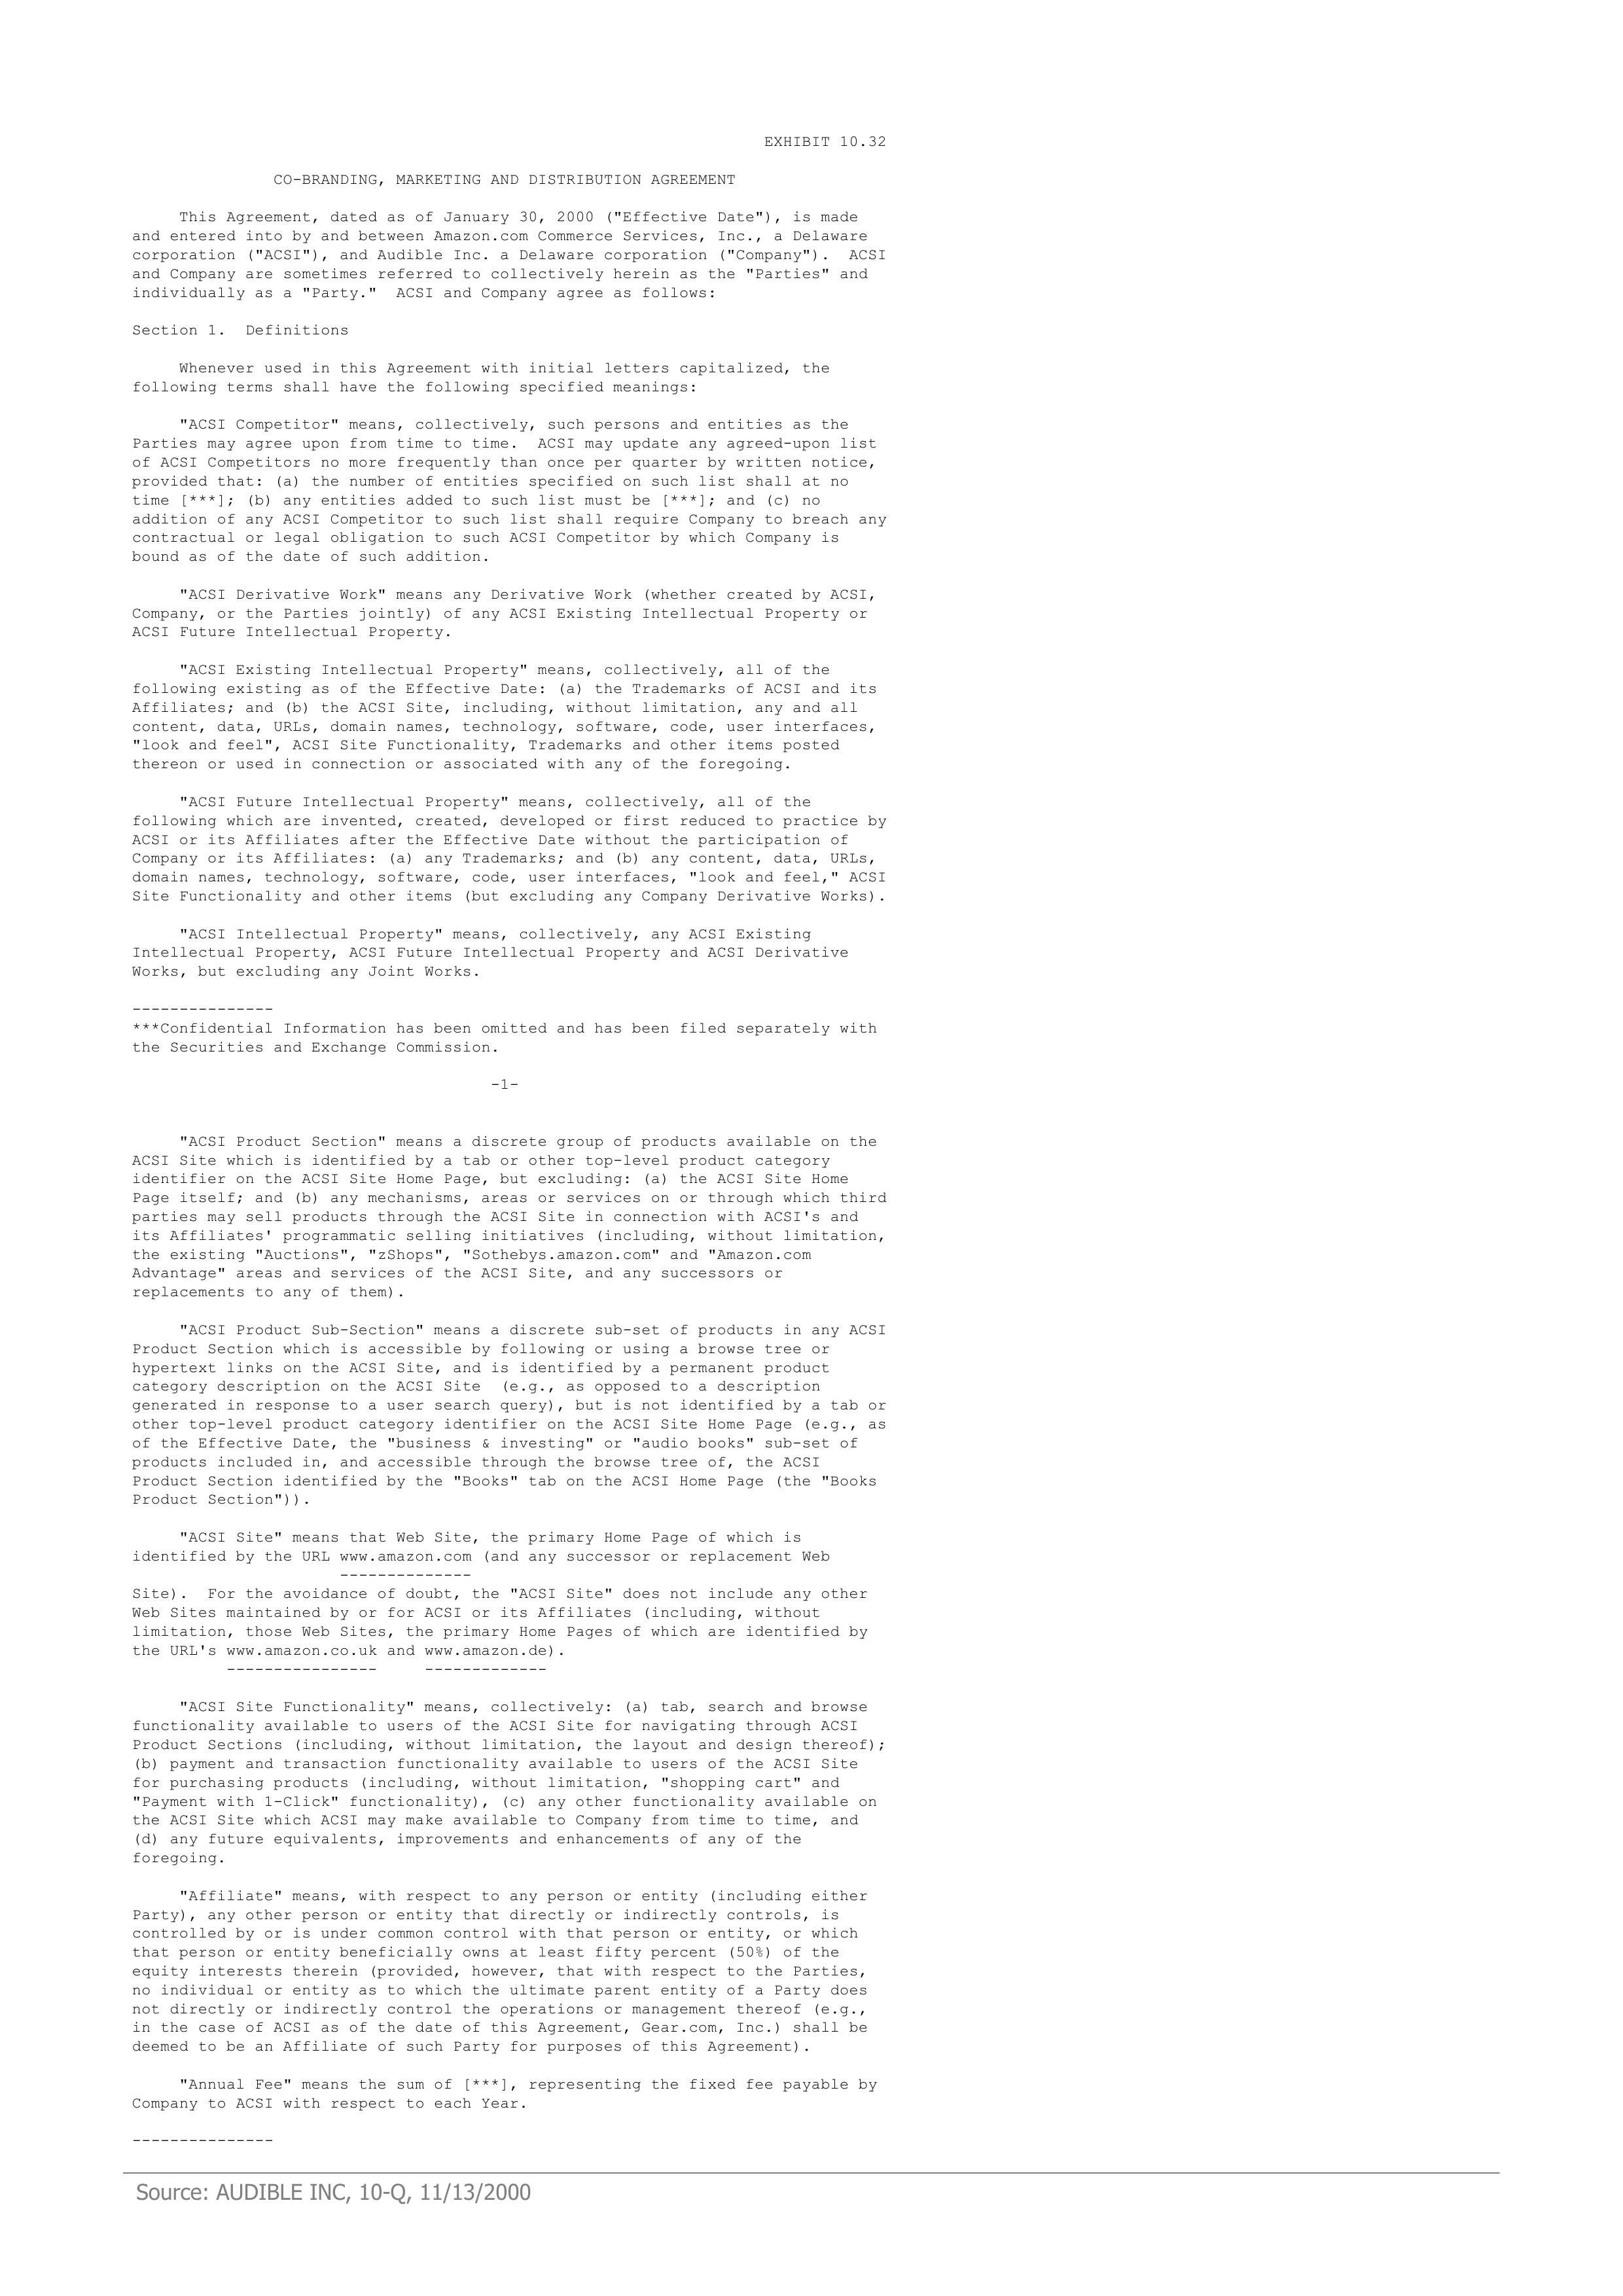 EXHIBIT 10.32
CO-BRANDING, MARKETING AND DISTRIBUTION AGREEMENT
This Agreement, dated as of January 30, 2000 ("Effective Date"), is made
and entered into by and between Amazon.com Commerce Services, Inc., a Delaware
corporation ("ACSI"), and Audible Inc. a Delaware corporation ("Company").  ACSI
and Company are sometimes referred to collectively herein as the "Parties" and
individually as a "Party."  ACSI and Company agree as follows:
Section 1.  Definitions
Whenever used in this Agreement with initial letters capitalized, the
following terms shall have the following specified meanings:
"ACSI Competitor" means, collectively, such persons and entities as the
Parties may agree upon from time to time.  ACSI may update any agreed-upon list
of ACSI Competitors no more frequently than once per quarter by written notice,
provided that: (a) the number of entities specified on such list shall at no
time [***]; (b) any entities added to such list must be [***]; and (c) no
addition of any ACSI Competitor to such list shall require Company to breach any
contractual or legal obligation to such ACSI Competitor by which Company is
bound as of the date of such addition.
"ACSI Derivative Work" means any Derivative Work (whether created by ACSI,
Company, or the Parties jointly) of any ACSI Existing Intellectual Property or
ACSI Future Intellectual Property.
"ACSI Existing Intellectual Property" means, collectively, all of the
following existing as of the Effective Date: (a) the Trademarks of ACSI and its
Affiliates; and (b) the ACSI Site, including, without limitation, any and all
content, data, URLs, domain names, technology, software, code, user interfaces,
"look and feel", ACSI Site Functionality, Trademarks and other items posted
thereon or used in connection or associated with any of the foregoing.
"ACSI Future Intellectual Property" means, collectively, all of the
following which are invented, created, developed or first reduced to practice by
ACSI or its Affiliates after the Effective Date without the participation of
Company or its Affiliates: (a) any Trademarks; and (b) any content, data, URLs,
domain names, technology, software, code, user interfaces, "look and feel," ACSI
Site Functionality and other items (but excluding any Company Derivative Works).
"ACSI Intellectual Property" means, collectively, any ACSI Existing
Intellectual Property, ACSI Future Intellectual Property and ACSI Derivative
Works, but excluding any Joint Works.
---------------
***Confidential Information has been omitted and has been filed separately with
the Securities and Exchange Commission.
-1-
"ACSI Product Section" means a discrete group of products available on the
ACSI Site which is identified by a tab or other top-level product category
identifier on the ACSI Site Home Page, but excluding: (a) the ACSI Site Home
Page itself; and (b) any mechanisms, areas or services on or through which third
parties may sell products through the ACSI Site in connection with ACSI's and
its Affiliates' programmatic selling initiatives (including, without limitation,
the existing "Auctions", "zShops", "Sothebys.amazon.com" and "Amazon.com
Advantage" areas and services of the ACSI Site, and any successors or
replacements to any of them).
"ACSI Product Sub-Section" means a discrete sub-set of products in any ACSI
Product Section which is accessible by following or using a browse tree or
hypertext links on the ACSI Site, and is identified by a permanent product
category description on the ACSI Site  (e.g., as opposed to a description
generated in response to a user search query), but is not identified by a tab or
other top-level product category identifier on the ACSI Site Home Page (e.g., as
of the Effective Date, the "business & investing" or "audio books" sub-set of
products included in, and accessible through the browse tree of, the ACSI
Product Section identified by the "Books" tab on the ACSI Home Page (the "Books
Product Section")).
"ACSI Site" means that Web Site, the primary Home Page of which is
identified by the URL www.amazon.com (and any successor or replacement Web
--------------
Site).  For the avoidance of doubt, the "ACSI Site" does not include any other
Web Sites maintained by or for ACSI or its Affiliates (including, without
limitation, those Web Sites, the primary Home Pages of which are identified by
the URL's www.amazon.co.uk and www.amazon.de).
----------------     -------------
"ACSI Site Functionality" means, collectively: (a) tab, search and browse
functionality available to users of the ACSI Site for navigating through ACSI
Product Sections (including, without limitation, the layout and design thereof);
(b) payment and transaction functionality available to users of the ACSI Site
for purchasing products (including, without limitation, "shopping cart" and
"Payment with 1-Click" functionality), (c) any other functionality available on
the ACSI Site which ACSI may make available to Company from time to time, and
(d) any future equivalents, improvements and enhancements of any of the
foregoing.
"Affiliate" means, with respect to any person or entity (including either
Party), any other person or entity that directly or indirectly controls, is
controlled by or is under common control with that person or entity, or which
that person or entity beneficially owns at least fifty percent (50%) of the
equity interests therein (provided, however, that with respect to the Parties,
no individual or entity as to which the ultimate parent entity of a Party does
not directly or indirectly control the operations or management thereof (e.g.,
in the case of ACSI as of the date of this Agreement, Gear.com, Inc.) shall be
deemed to be an Affiliate of such Party for purposes of this Agreement).
"Annual Fee" means the sum of [***], representing the fixed fee payable by
Company to ACSI with respect to each Year.
---------------
Source: AUDIBLE INC, 10-Q, 11/13/2000